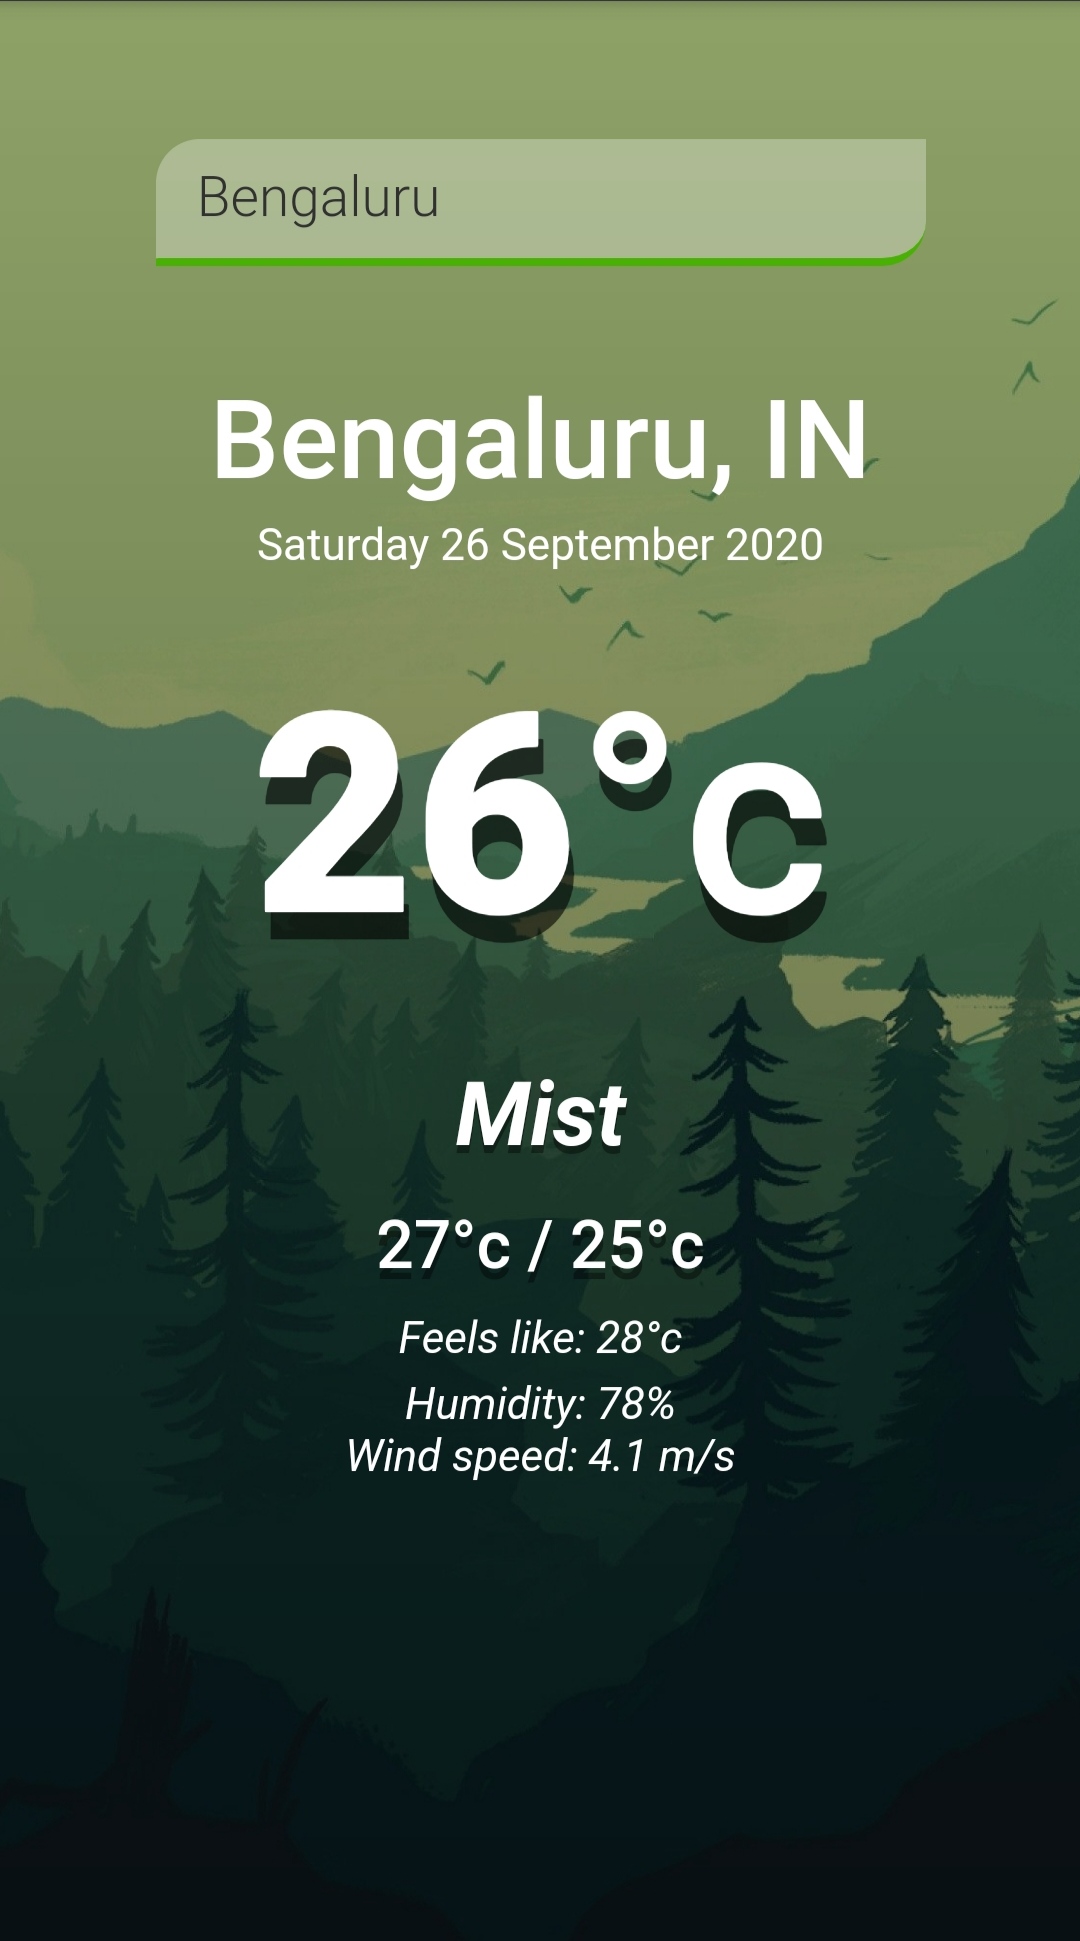 Bengaluru
Bengaluru, IN
Saturday 26 September 2020
26°c
Mist
27°c / 25°c
Feels like: 28°c
Humidity: 78%
Wind speed: 4.1 m/s